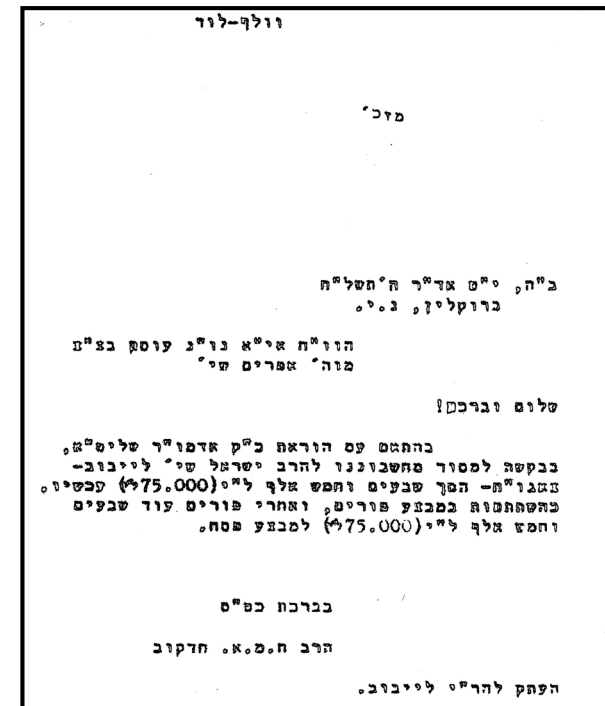 וולף-לוד
מזכ׳
ב"ה, י"ט אד"ר ה׳תשל"ח
ברוקלין, נ.י.
הוו"ח אי"א נו"נ עוסק בצ"צ
מוה׳ אפרים שי׳
שלום וברכה!
בהתאם עם הוראת כ"ק אדמו"ר שליט"א,
בבקשה למסור מחשבוננו להרב ישראל שי׳ לייבוב-
צאגו"ח- הסך שבעים וחמש אלף ל"י (75.000 ל"י) עכשיו,
כהשתתפות במבצע פורים, ואחרי פורים עוד שבעים
וחמש אלף ל"י (75.000 ל"י) למבצע פסח.
בברכת כט"ס
הרב ח.מ.א. חדקוב
העתק להר"י לייבוב.